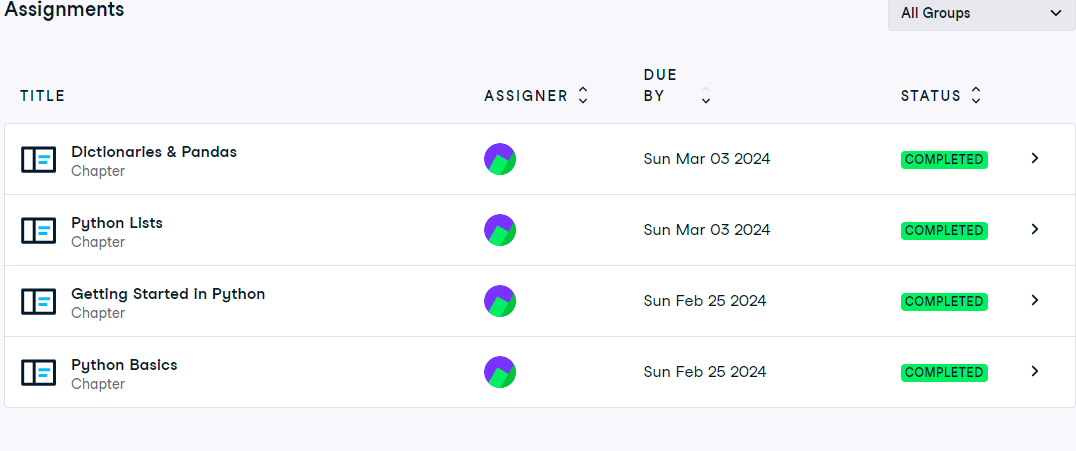 Assignments
All Groups
TITLE
ASSIGNER
DUE
BY
STATUS
Dictionaries & Pandas
Chapter
Sun Mar 03 2024
COMPLETED
Python Lists
Chapter
Sun Mar 03 2024
COMPLETED
Getting Started in Python
Chapter
Sun Feb 25 2024
COMPLETED
Python Basics
Chapter
Sun Feb 25 2024
COMPLETED